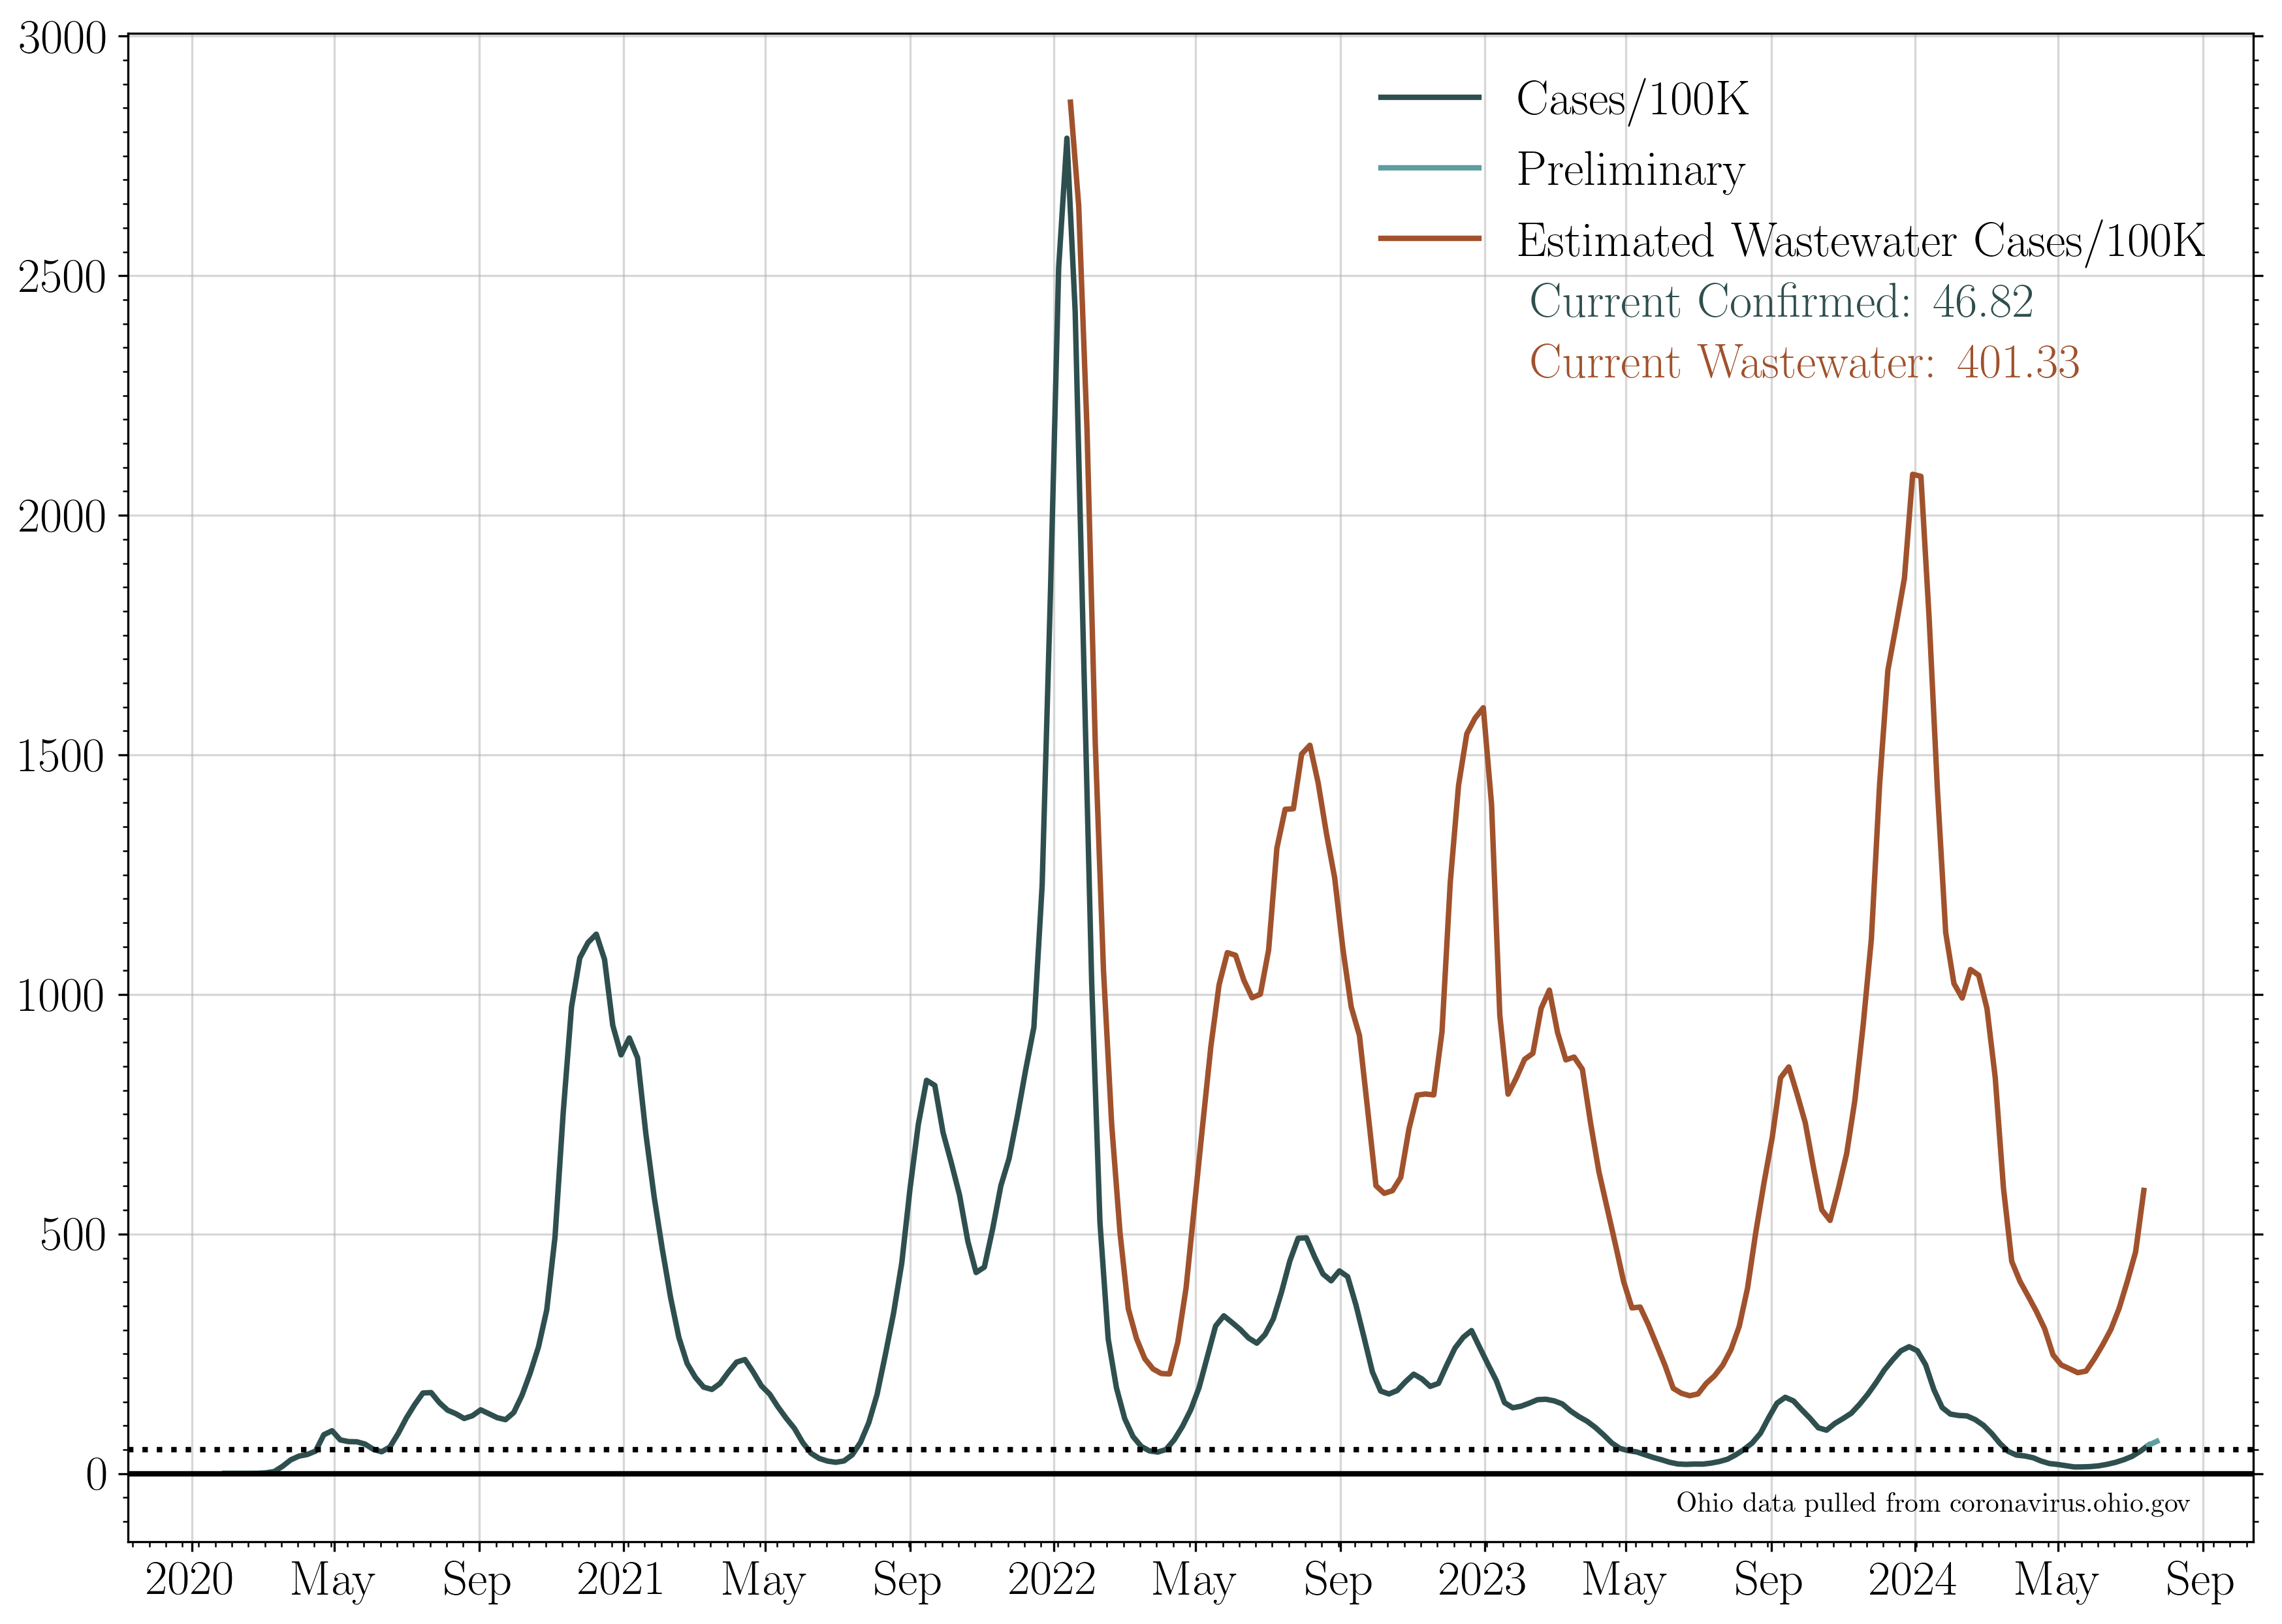 3000
2500
2000
1500
1000
500
0
Cases/100K
Preliminary
Estimated Wastewater Cases/100K
Current Confirmed: 46.82
Current Wastewater: 401.33
Ohio data pulled from coronavirus.ohio.gov
2020 May Sep 2021 May Sep 2022 May Sep 2023 May Sep 2024 May Sep